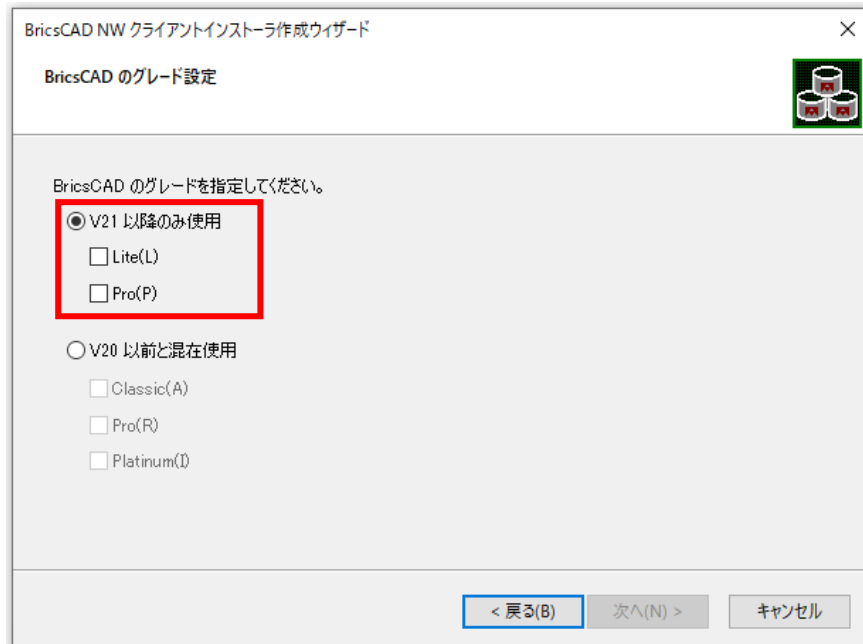 BricsCAD NW クライアントインストーラ作成ウィザード
BricsCAD のグレード設定
BricsCAD のグレードを指定してください。
V21 以降のみ使用
Lite(L)
Pro(P)
V20 以前と混在使用
Classic(A)
Pro(R)
Platinum(I)
< 戻る(B)
次へ(N) >
キャンセル